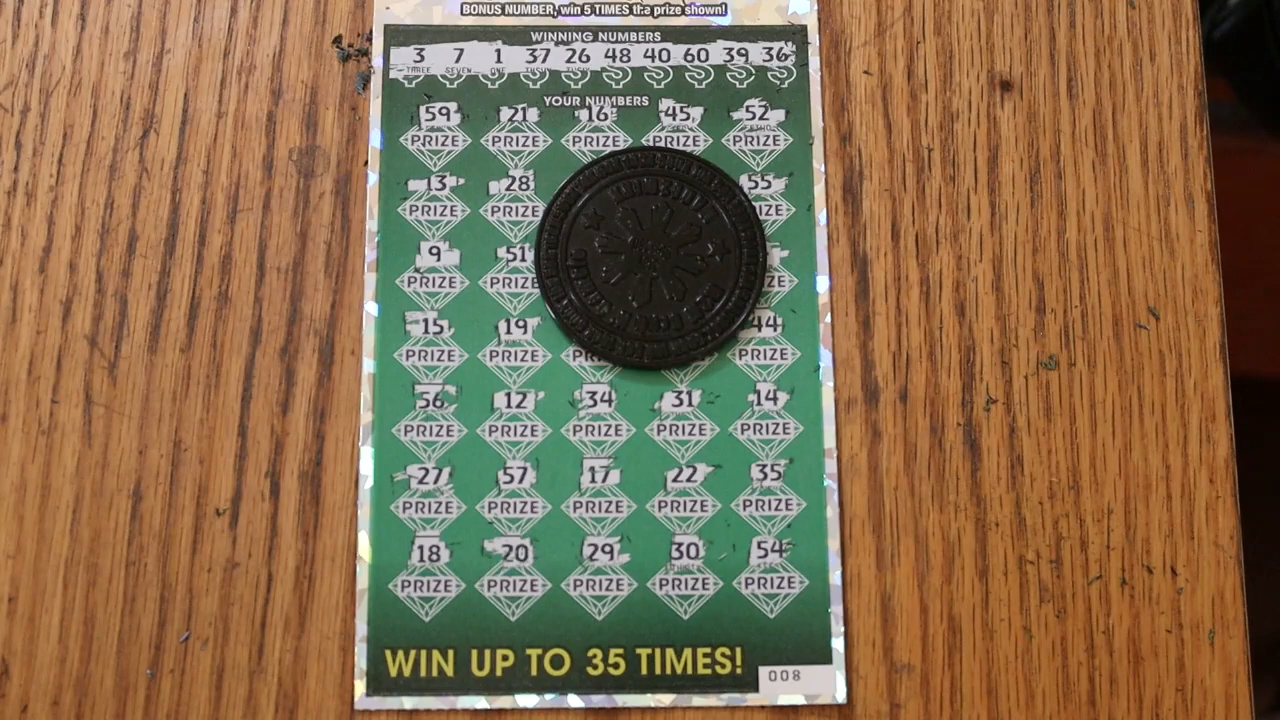 BONUS NUMBER, win 5 TIMES the prize shown!
WINNING NUMBERS
3 7 1 37 26 48 40 60 39 36
THREE SEVEN ONE
YOUR NUMBERS
59 21 16 45 52
PRIZE PRIZE PRIZE PRIZE PRIZE
13 28 55
PRIZE PRIZE
9 51
PRIZE PRIZE
15 19 44
PRIZE PRIZE PRIZE
56 12 34 31 14
PRIZE PRIZE PRIZE PRIZE PRIZE
27 57 17 22 35
PRIZE PRIZE PRIZE PRIZE PRIZE
18 20 29 30 54
PRIZE PRIZE PRIZE PRIZE PRIZE
WIN UP TO 35 TIMES!
008